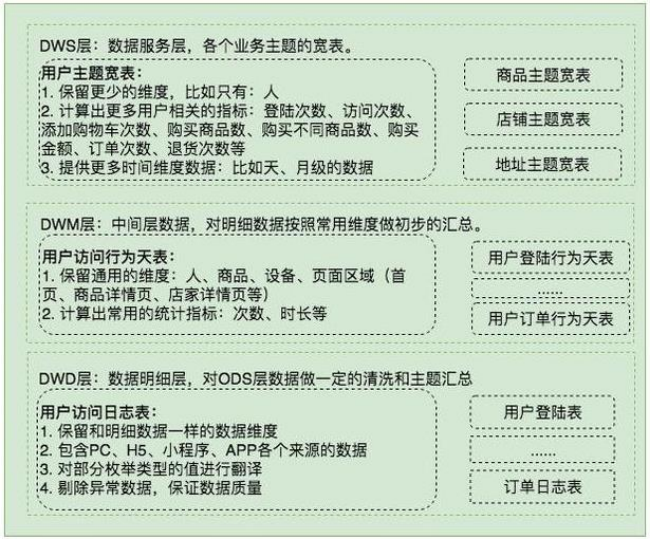 DWS层：数据服务层，各个业务主题的宽表。
用户主题宽表：
1. 保留更少的维度，比如只有：人
2. 计算出更多用户相关的指标：登陆次数、访问次数、
添加购物车次数、购买商品数、购买不同商品数、购买
金额、订单次数、退货次数等
3. 提供更多时间维度数据：比如天、月级的数据
商品主题宽表
店铺主题宽表
地址主题宽表
DWM层：中间层数据，对明细数据按照常用维度做初步的汇总。
用户访问行为天表：
1. 保留通用的维度：人、商品、设备、页面区域（首
页、商品详情页、店家详情页等）
2. 计算出常用的统计指标：次数、时长等
用户登陆行为天表
......
用户订单行为天表
DWD层：数据明细层，对ODS层数据做一定的清洗和主题汇总
用户访问日志表：
1. 保留和明细数据一样的数据维度
2. 包含PC、H5、小程序、APP各个来源的数据
3. 对部分枚举类型的值进行翻译
4. 剔除异常数据，保证数据质量
用户登陆表
......
订单日志表